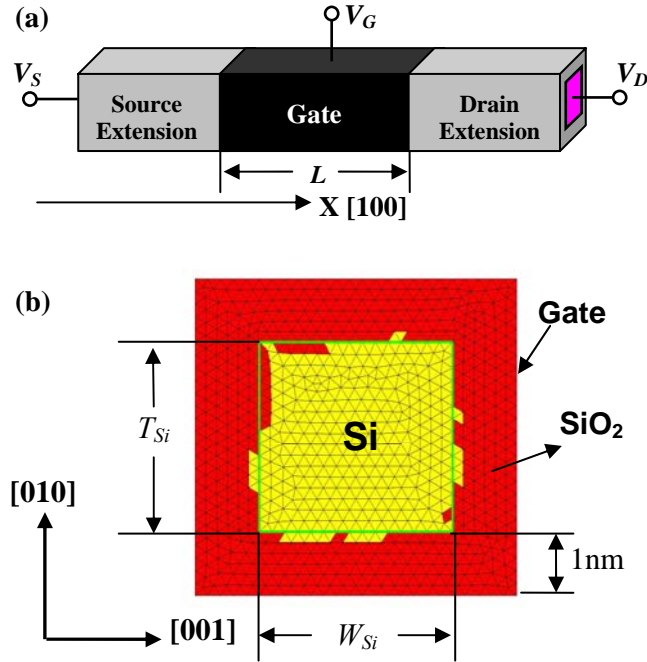 (a)
V_G
V_S
V_D
Source
Extension
Gate
Drain
Extension
L
X [100]
(b)
Gate
T_Si
Si
SiO₂
[010]
1nm
[001]
W_Si